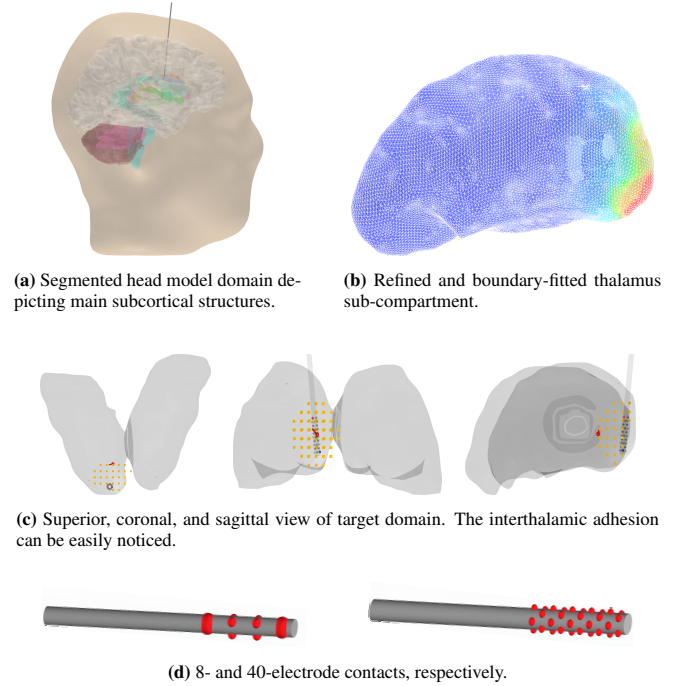 (a) Segmented head model domain de-
picting main subcortical structures.
(b) Refined and boundary-fitted thalamus
sub-compartment.
(c) Superior, coronal, and sagittal view of target domain. The interthalamic adhesion
can be easily noticed.
(d) 8- and 40-electrode contacts, respectively.